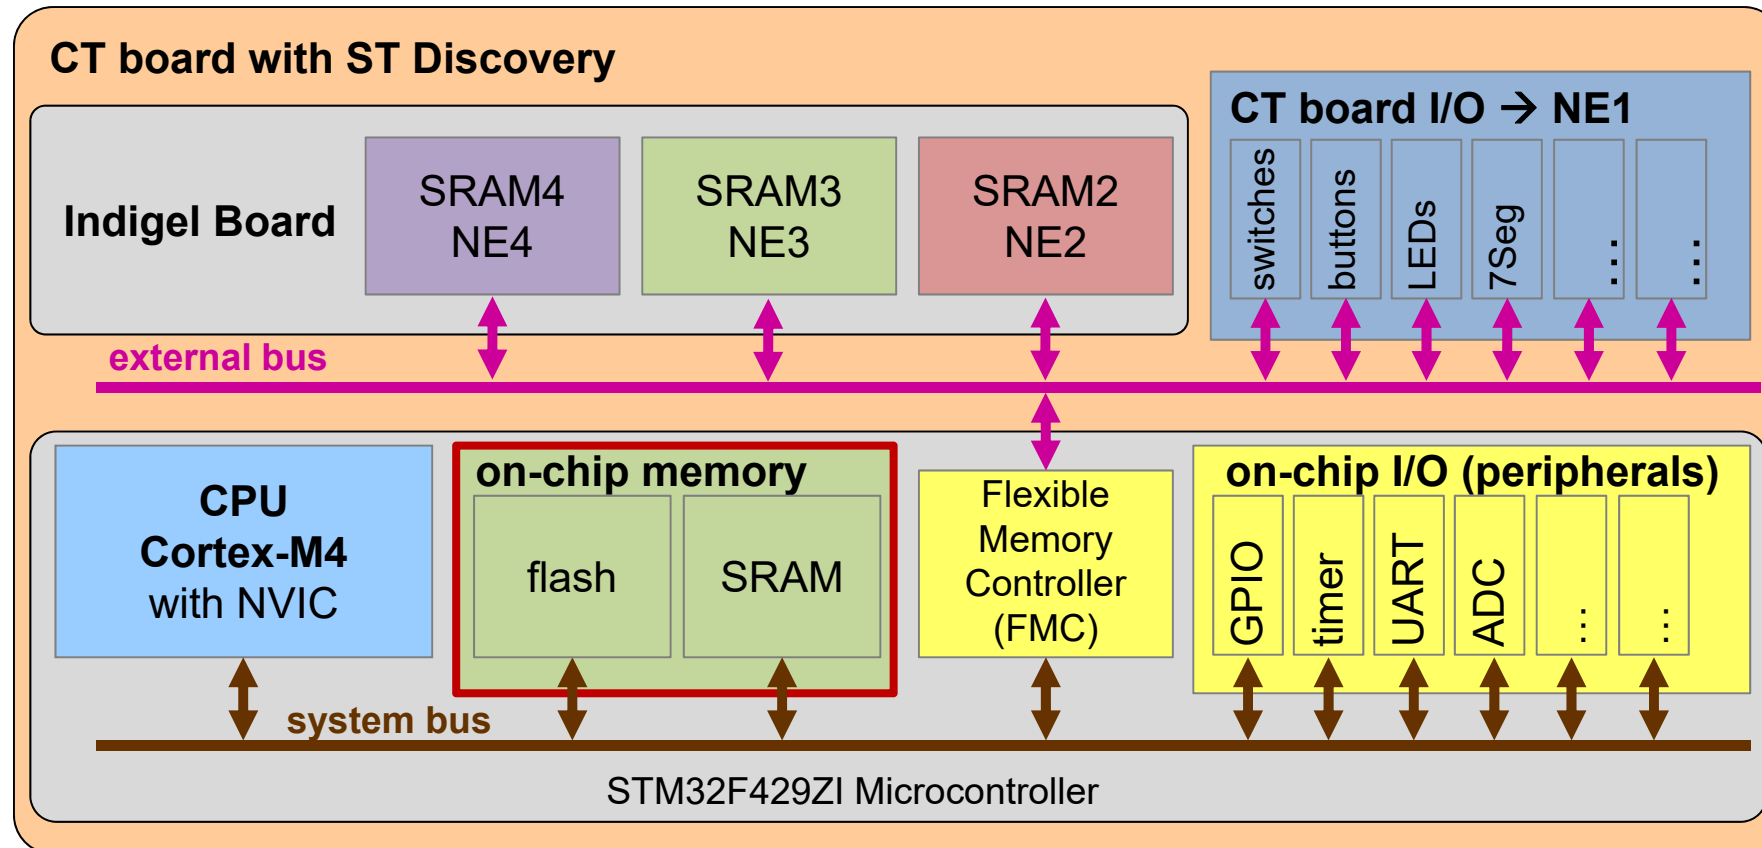 CT board with ST Discovery
CT board I/O → NE1
switches
buttons
LEDs
7Seg
...
...
Indigel Board
SRAM4
NE4
SRAM3
NE3
SRAM2
NE2
external bus
CPU
Cortex-M4
with NVIC
on-chip memory
flash
SRAM
Flexible
Memory
Controller
(FMC)
on-chip I/O (peripherals)
GPIO
timer
UART
ADC
...
...
system bus
STM32F429ZI Microcontroller